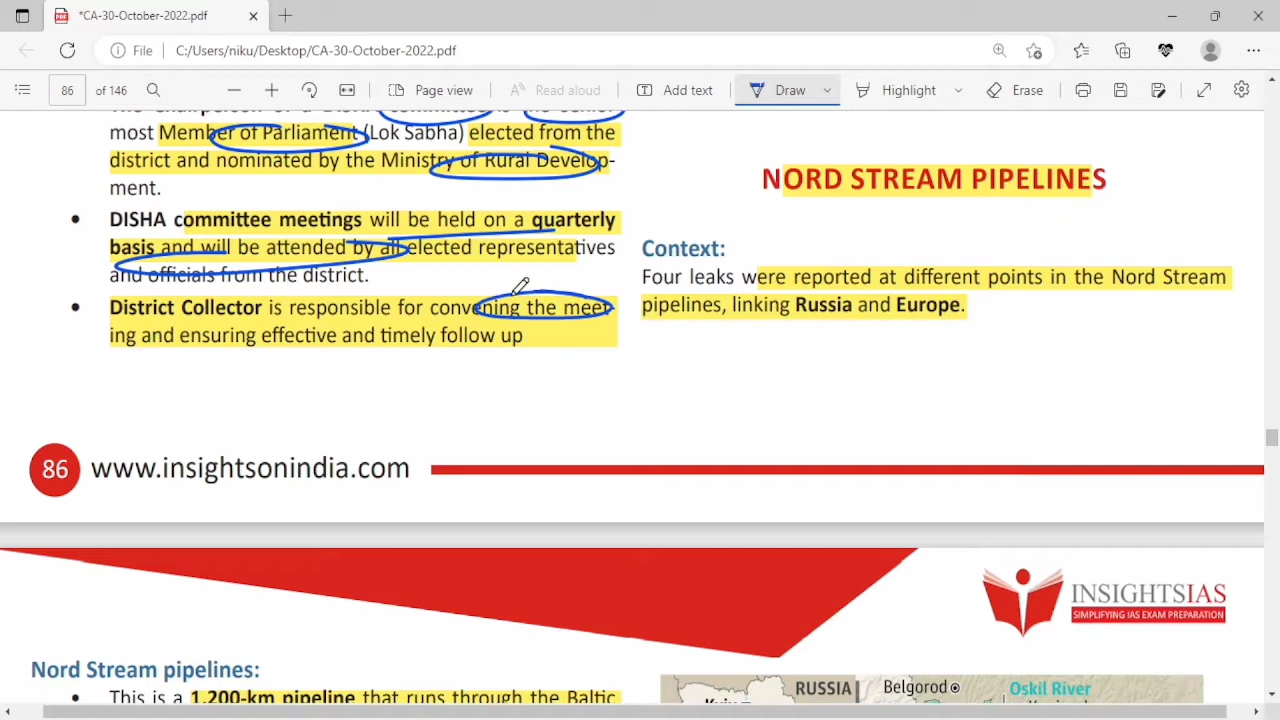 *CA-30-October-2022.pdf
File
C:/Users/niku/Desktop/CA-30-October-2022.pdf
86 of 146
Page view
Read aloud
Add text
Draw
Highlight
Erase
most Member of Parliament (Lok Sabha) elected from the
district and nominated by the Ministry of Rural Develop-
ment.
• DISHA committee meetings will be held on a quarterly
basis and will be attended by all elected representatives
and officials from the district.
• District Collector is responsible for convening the meet-
ing and ensuring effective and timely follow up
NORD STREAM PIPELINES
Context:
Four leaks were reported at different points in the Nord Stream
pipelines, linking Russia and Europe.
86 www.insightsonindia.com
INSIGHTSIAS
SIMPLIFYING IAS EXAM PREPARATION
Nord Stream pipelines:
• This is a 1,200-km pipeline that runs through the Baltic
RUSSIA
Belgorod
Oskil River